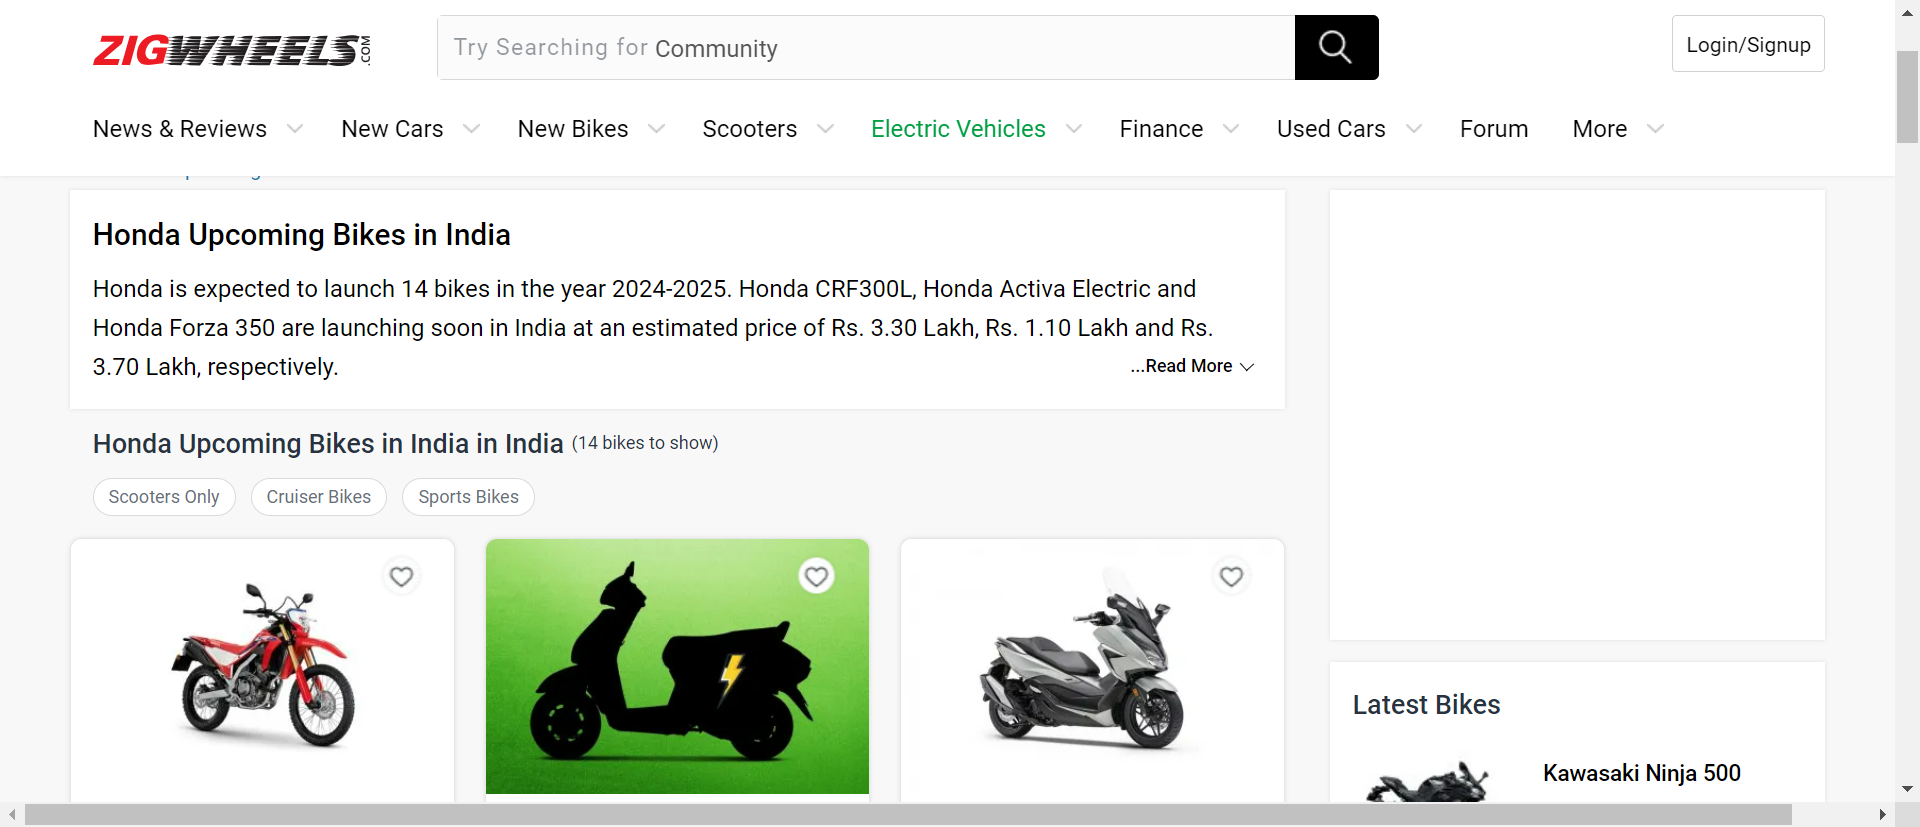 ZIGWHEELS.COM
Try Searching for Community
Login/Signup
News & Reviews
New Cars
New Bikes
Scooters
Electric Vehicles
Finance
Used Cars
Forum
More
Honda Upcoming Bikes in India
Honda is expected to launch 14 bikes in the year 2024-2025. Honda CRF300L, Honda Activa Electric and
Honda Forza 350 are launching soon in India at an estimated price of Rs. 3.30 Lakh, Rs. 1.10 Lakh and Rs.
3.70 Lakh, respectively.
...Read More
Honda Upcoming Bikes in India in India (14 bikes to show)
Scooters Only
Cruiser Bikes
Sports Bikes
Latest Bikes
Kawasaki Ninja 500